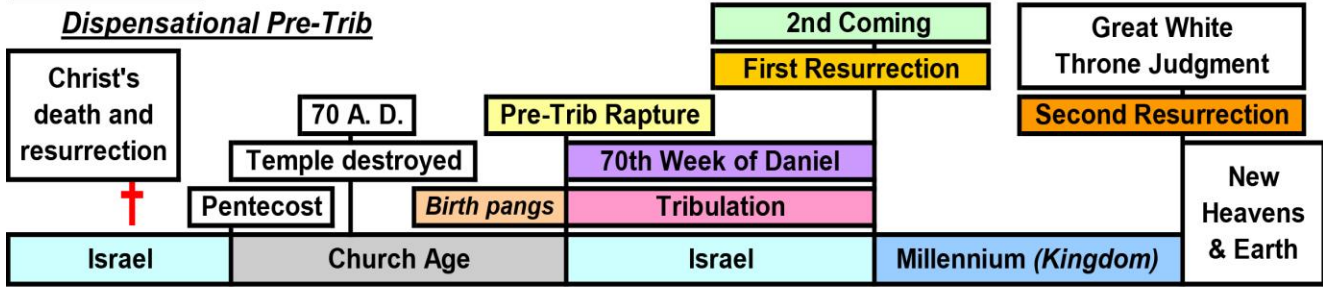 Dispensational Pre-Trib
Christ's
death and
resurrection
70 A. D.
Temple destroyed
Pentecost
Birth pangs
Pre-Trib Rapture
70th Week of Daniel
Tribulation
2nd Coming
First Resurrection
Great White
Throne Judgment
Second Resurrection
New
Heavens
& Earth
Israel
Church Age
Israel
Millennium (Kingdom)